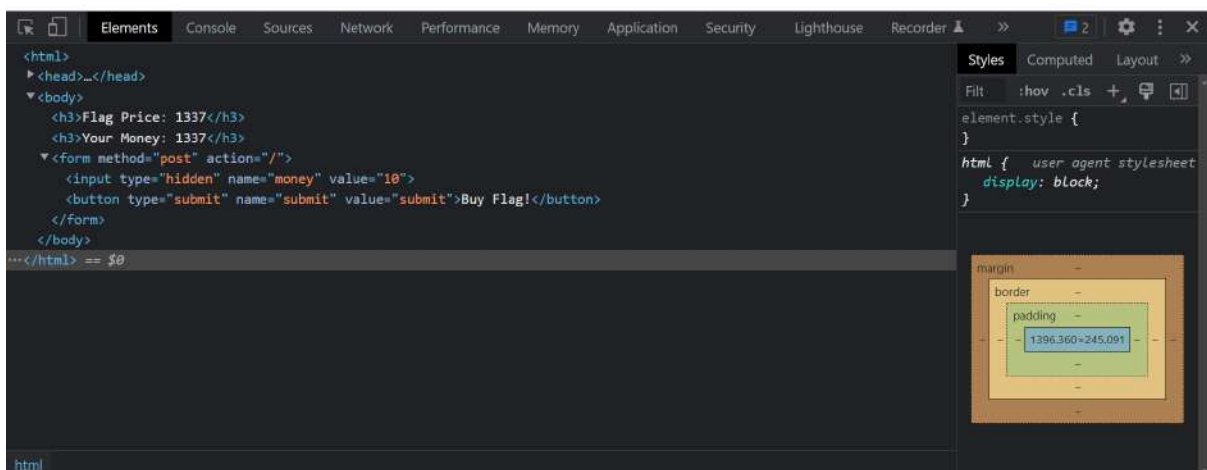 Elements Console Sources Network Performance Memory Application Security Lighthouse Recorder » 2
<html>
<head>…</head>
<body>
<h3>Flag Price: 1337</h3>
<h3>Your Money: 1337</h3>
<form method="post" action="/">
<input type="hidden" name="money" value="10">
<button type="submit" name="submit" value="submit">Buy Flag!</button>
</form>
</body>
…</html> == $0
html
Styles Computed Layout »
Filt :hov .cls +
element.style {
}
html { user agent stylesheet
display: block;
}
margin –
border –
padding –
– – – 1396.360×245.091 – – –
–
–
–